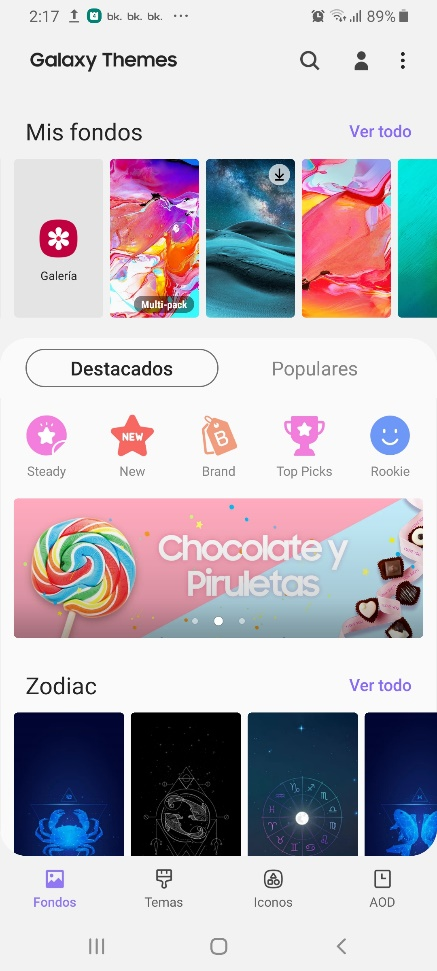 2:17 bk. bk. bk. ··· 89%
Galaxy Themes
Mis fondos Ver todo
Galería
Multi-pack
Destacados Populares
NEW B
Steady New Brand Top Picks Rookie
Chocolate y
Piruletas
Zodiac Ver todo
Fondos Temas Iconos AOD